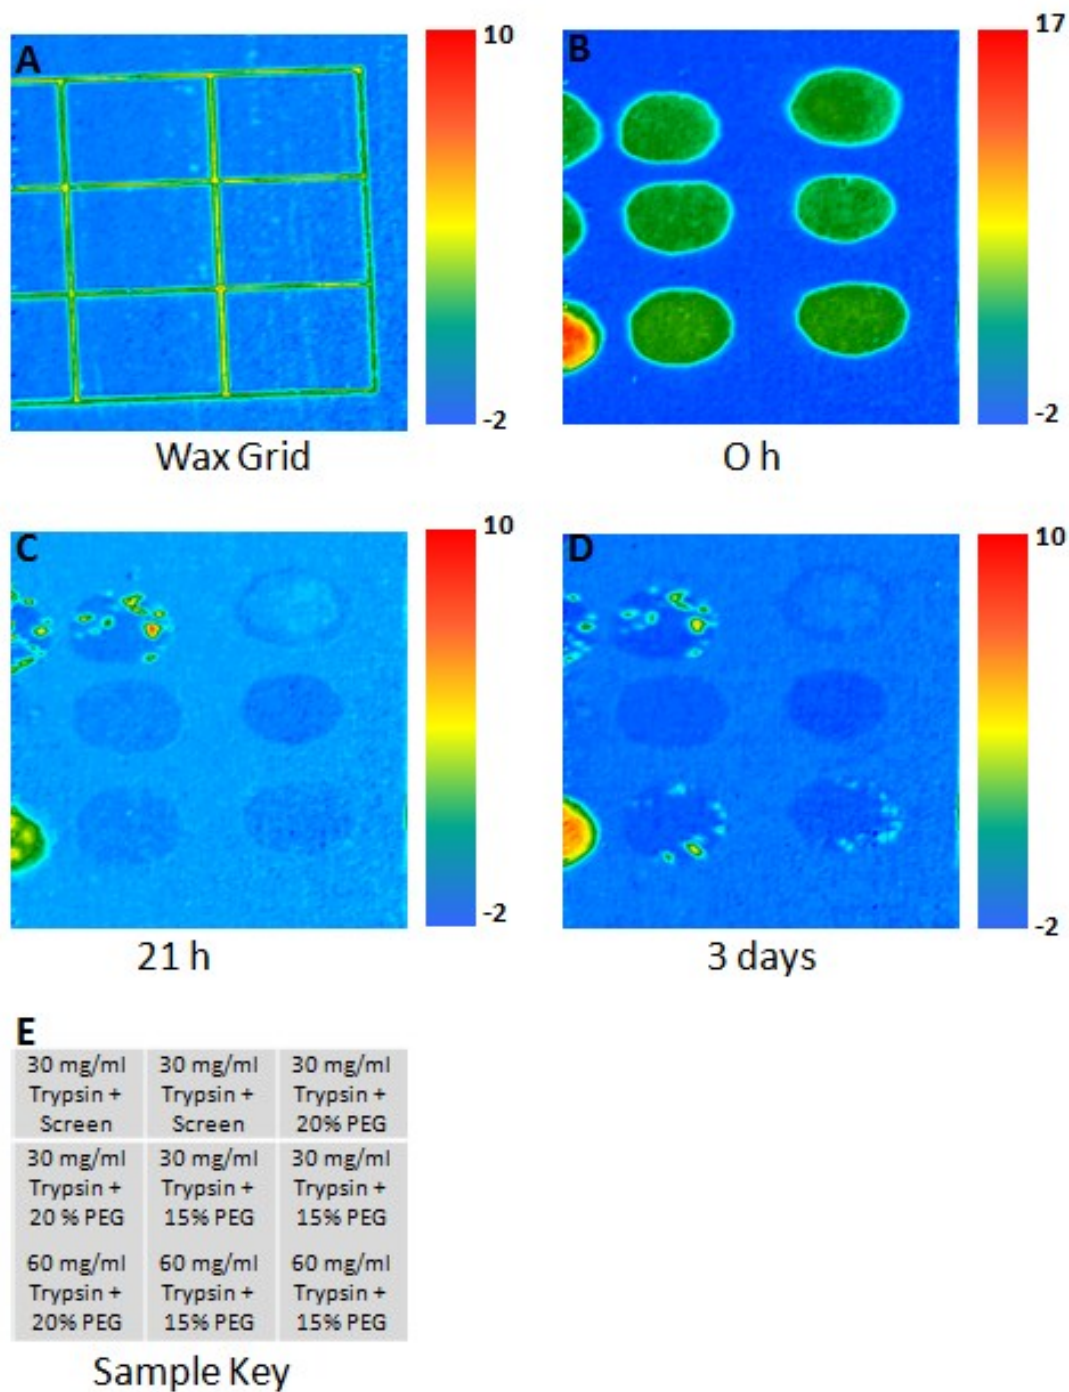 A
10
-2
Wax Grid
B
17
-2
O h
C
10
-2
21 h
D
10
-2
3 days
E
30 mg/ml Trypsin + Screen
30 mg/ml Trypsin + Screen
30 mg/ml Trypsin + 20% PEG
30 mg/ml Trypsin + 20 % PEG
30 mg/ml Trypsin + 15% PEG
30 mg/ml Trypsin + 15% PEG
60 mg/ml Trypsin + 20% PEG
60 mg/ml Trypsin + 15% PEG
60 mg/ml Trypsin + 15% PEG
Sample Key